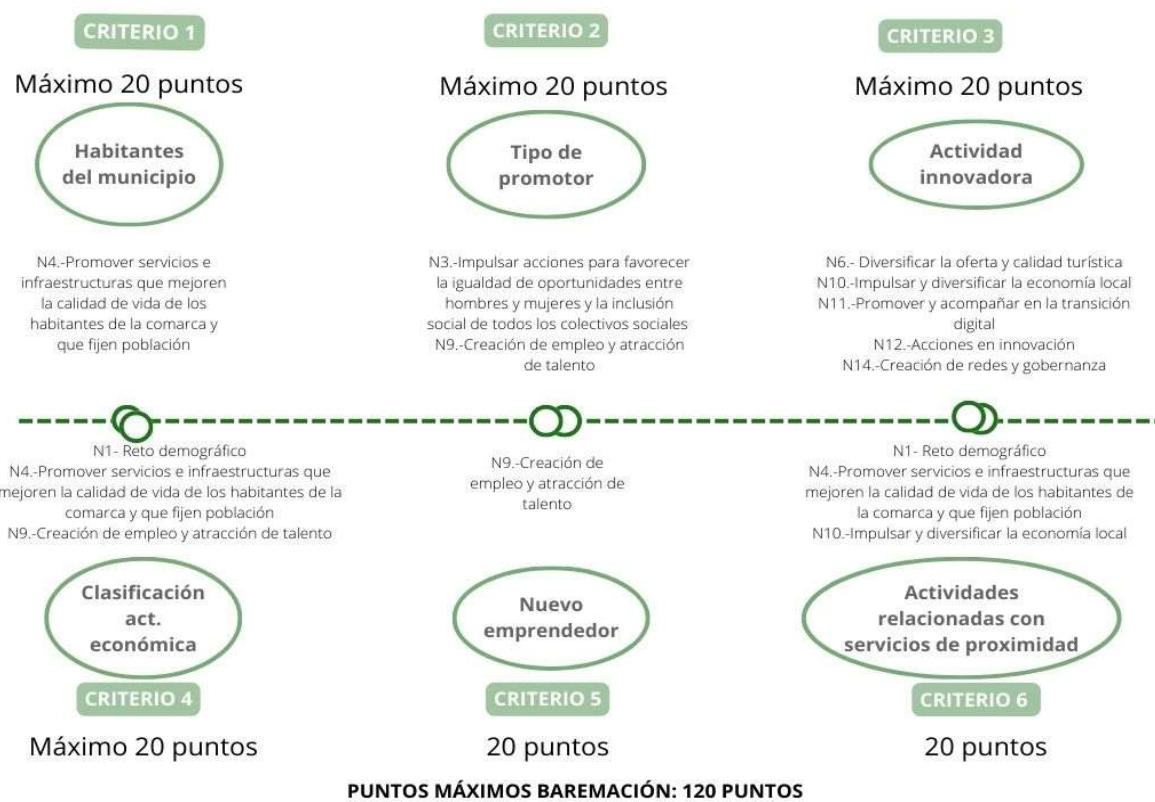 CRITERIO 1
Máximo 20 puntos
Habitantes
del municipio
N4.-Promover servicios e
infraestructuras que mejoren
la calidad de vida de los
habitantes de la comarca y
que fijen población
CRITERIO 2
Máximo 20 puntos
Tipo de
promotor
N3.-Impulsar acciones para favorecer
la igualdad de oportunidades entre
hombres y mujeres y la inclusión
social de todos los colectivos sociales
N9.-Creación de empleo y atracción
de talento
CRITERIO 3
Máximo 20 puntos
Actividad
innovadora
N6.- Diversificar la oferta y calidad turística
N10.-Impulsar y diversificar la economía local
N11.-Promover y acompañar en la transición
digital
N12.-Acciones en innovación
N14.-Creación de redes y gobernanza
N1- Reto demográfico
N4.-Promover servicios e infraestructuras que
mejoren la calidad de vida de los habitantes de la
comarca y que fijen población
N9.-Creación de empleo y atracción de talento
Clasificación
act.
económica
CRITERIO 4
Máximo 20 puntos
N9.-Creación de
empleo y atracción de
talento
Nuevo
emprendedor
CRITERIO 5
20 puntos
N1- Reto demográfico
N4.-Promover servicios e infraestructuras que
mejoren la calidad de vida de los habitantes de
la comarca y que fijen población
N10.-Impulsar y diversificar la economía local
Actividades
relacionadas con
servicios de proximidad
CRITERIO 6
20 puntos
PUNTOS MÁXIMOS BAREMACIÓN: 120 PUNTOS